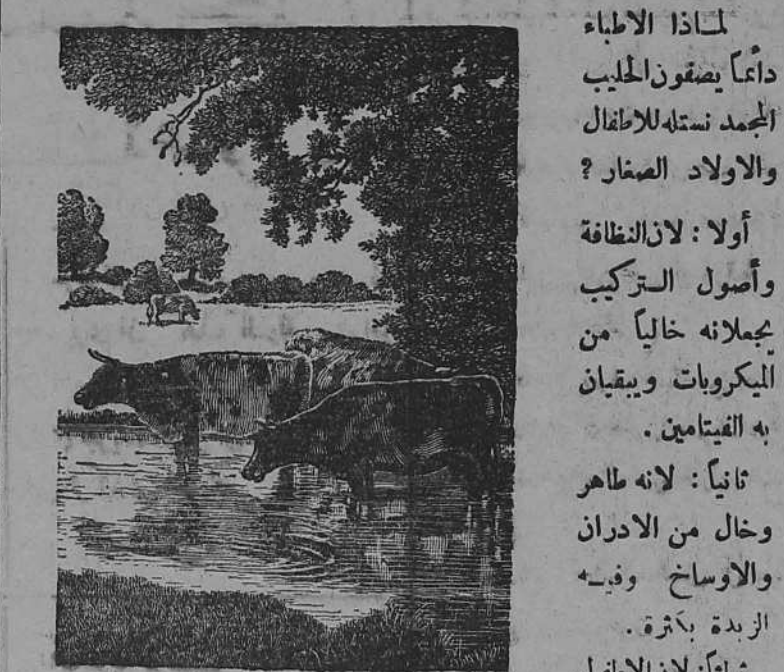 لماذا الاطباء
دائماً يصفون الحليب
المجمد نستله للاطفال
والاولاد الصغار ?
أولا : لان النظافة
وأصول التركيب
يجعلانه خالياً من
الميكروبات ويبقيان
به الفيتامين .
ثانياً : لانه طاهر
وخال من الادران
والاوساخ وفيه
الزبدة بكثرة .